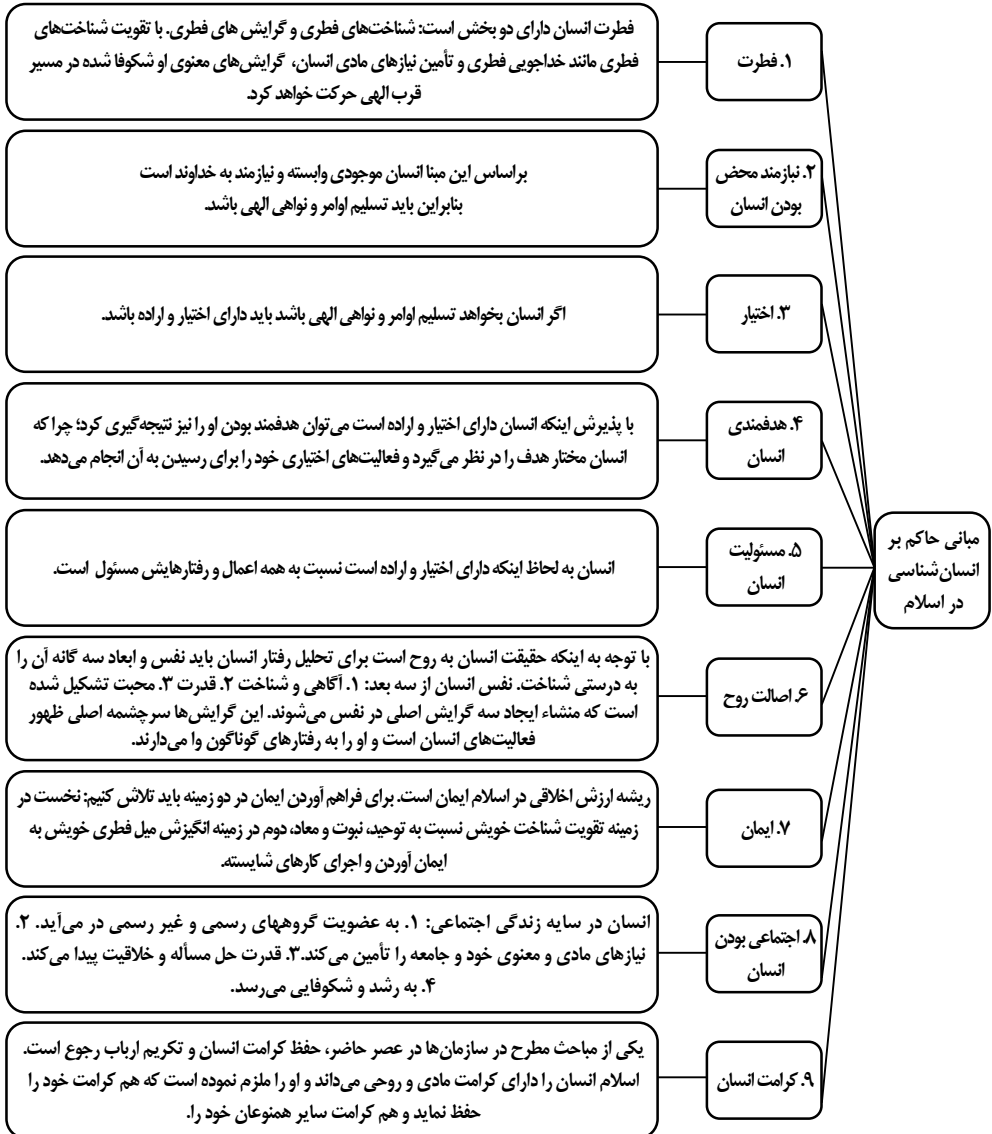 مبانی حاکم بر
انسان‌شناسی
در اسلام
۱. فطرت
فطرت انسان دارای دو بخش است: شناخت‌های فطری و گرایش های فطری. با تقویت شناخت‌های
فطری مانند خداجویی فطری و تأمین نیازهای مادی انسان، گرایش‌های معنوی او شکوفا شده در مسیر
قرب الهی حرکت خواهد کرد.
۲. نیازمند محض
بودن انسان
براساس این مبنا انسان موجودی وابسته و نیازمند به خداوند است
بنابراین باید تسلیم اوامر و نواهی الهی باشد.
۳. اختیار
اگر انسان بخواهد تسلیم اوامر و نواهی الهی باشد باید دارای اختیار و اراده باشد.
۴. هدفمندی
انسان
با پذیرش اینکه انسان دارای اختیار و اراده است می‌توان هدفمند بودن او را نیز نتیجه‌گیری کرد؛ چرا که
انسان مختار هدف را در نظر می‌گیرد و فعالیت‌های اختیاری خود را برای رسیدن به آن انجام می‌دهد.
۵. مسئولیت
انسان
انسان به لحاظ اینکه دارای اختیار و اراده است نسبت به همه اعمال و رفتارهایش مسئول است.
۶. اصالت روح
با توجه به اینکه حقیقت انسان به روح است برای تحلیل رفتار انسان باید نفس و ابعاد سه گانه آن را
به درستی شناخت. نفس انسان از سه بعد: ۱. آگاهی و شناخت ۲. قدرت ۳. محبت تشکیل شده
است که منشاء ایجاد سه گرایش اصلی در نفس می‌شوند. این گرایش‌ها سرچشمه اصلی ظهور
فعالیت‌های انسان است و او را به رفتارهای گوناگون وا می‌دارند.
۷. ایمان
ریشه ارزش اخلاقی در اسلام ایمان است. برای فراهم آوردن ایمان در دو زمینه باید تلاش کنیم: نخست در
زمینه تقویت شناخت خویش نسبت به توحید، نبوت و معاد، دوم در زمینه انگیزش میل فطری خویش به
ایمان آوردن و اجرای کارهای شایسته.
۸. اجتماعی بودن
انسان
انسان در سایه زندگی اجتماعی: ۱. به عضویت گروههای رسمی و غیر رسمی در می‌آید. ۲.
نیازهای مادی و معنوی خود و جامعه را تأمین می‌کند.۳. قدرت حل مسأله و خلاقیت پیدا می‌کند.
۴. به رشد و شکوفایی می‌رسد.
۹. کرامت انسان
یکی از مباحث مطرح در سازمان‌ها در عصر حاضر، حفظ کرامت انسان و تکریم ارباب رجوع است.
اسلام انسان را دارای کرامت مادی و روحی می‌داند و او را ملزم نموده است که هم کرامت خود را
حفظ نماید و هم کرامت سایر همنوعان خود را.